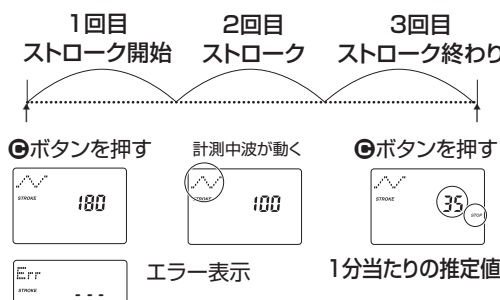 1回目
ストローク開始
2回目
ストローク
3回目
ストローク終わり
Cボタンを押す
計測中波が動く
Cボタンを押す
STROKE
180
STROKE
100
STROKE
35
STOP
Err
STROKE
---
エラー表示
1分当たりの推定値